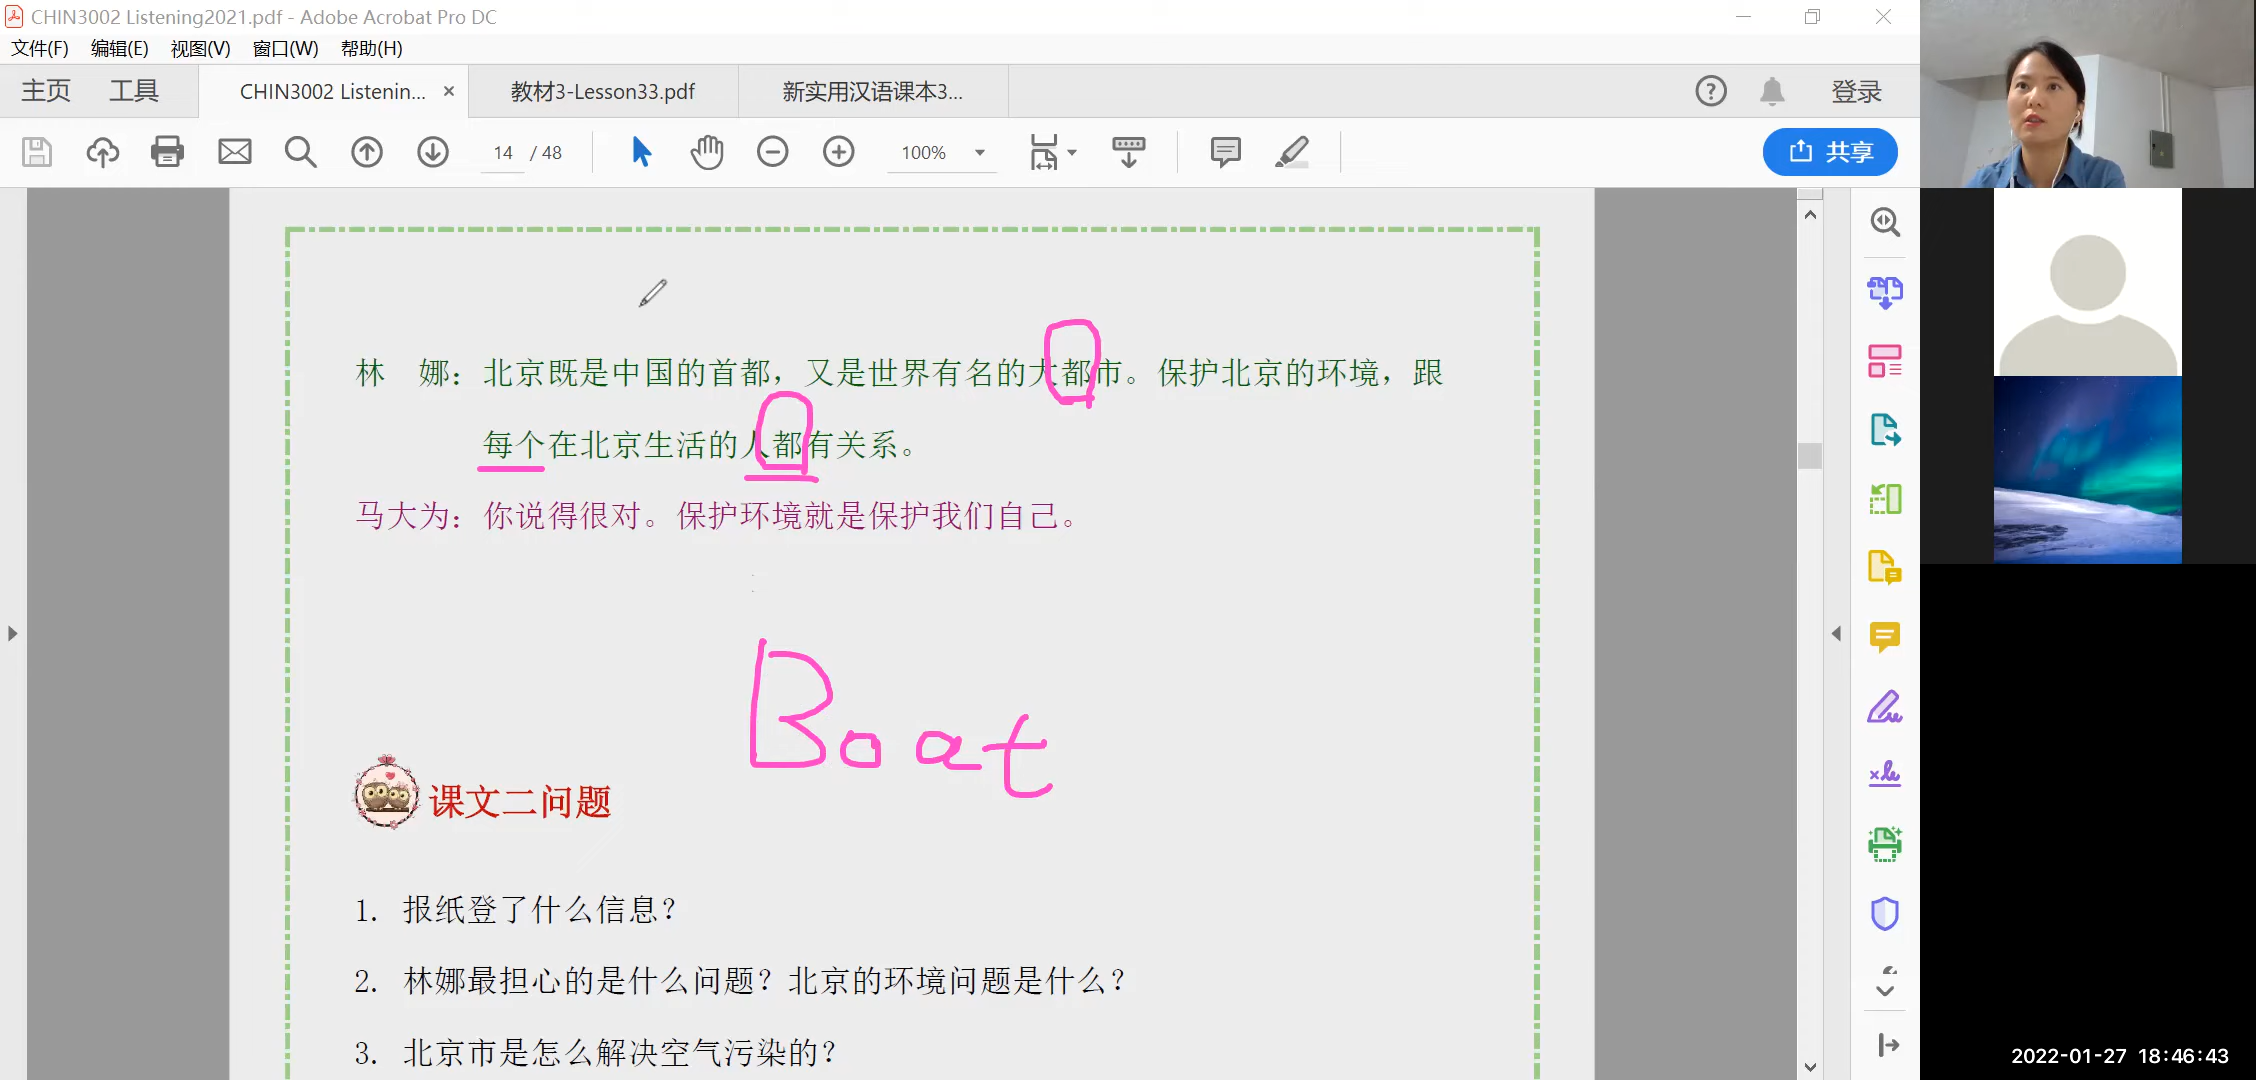 CHIN3002 Listening2021.pdf - Adobe Acrobat Pro DC
文件(F) 编辑(E) 视图(V) 窗口(W) 帮助(H)
主页 工具 CHIN3002 Listenin... × 教材3-Lesson33.pdf 新实用汉语课本3... 登录
14 / 48 100% 共享
林 娜：北京既是中国的首都，又是世界有名的大都市。保护北京的环境，跟
每个在北京生活的人都有关系。
马大为：你说得很对。保护环境就是保护我们自己。
Boat
课文二问题
1. 报纸登了什么信息？
2. 林娜最担心的是什么问题？北京的环境问题是什么？
3. 北京市是怎么解决空气污染的？
2022-01-27 18:46:43